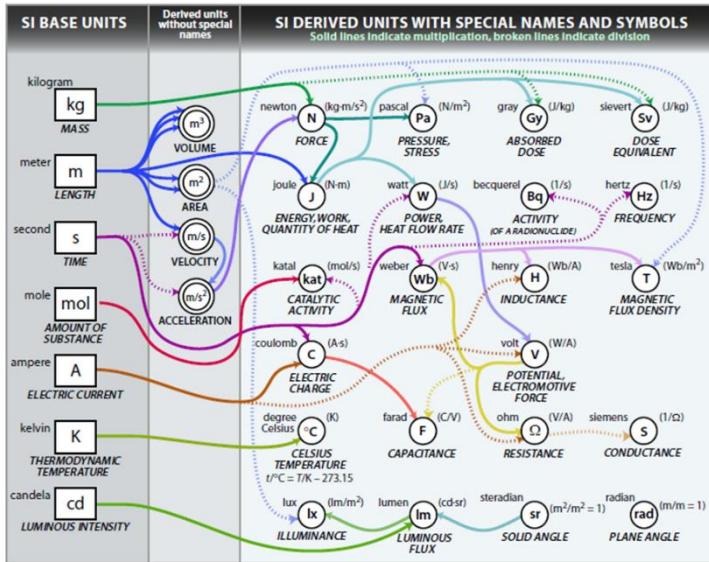 SI BASE UNITS
Derived units
without special
names
SI DERIVED UNITS WITH SPECIAL NAMES AND SYMBOLS
Solid lines indicate multiplication, broken lines indicate division
kilogram
kg
MASS
meter
m
LENGTH
second
s
TIME
mole
mol
AMOUNT OF
SUBSTANCE
ampere
A
ELECTRIC CURRENT
kelvin
K
THERMODYNAMIC
TEMPERATURE
candela
cd
LUMINOUS INTENSITY
m³
VOLUME
m²
AREA
m/s
VELOCITY
m/s²
ACCELERATION
newton (kg·m/s²)
N
FORCE
pascal (N/m²)
Pa
PRESSURE,
STRESS
gray (J/kg)
Gy
ABSORBED
DOSE
sievert (J/kg)
Sv
DOSE
EQUIVALENT
joule (N·m)
J
ENERGY, WORK,
QUANTITY OF HEAT
watt (J/s)
W
POWER,
HEAT FLOW RATE
becquerel (1/s)
Bq
ACTIVITY
(OF A RADIONUCLIDE)
hertz (1/s)
Hz
FREQUENCY
katal (mol/s)
kat
CATALYTIC
ACTIVITY
weber (V·s)
Wb
MAGNETIC
FLUX
henry (Wb/A)
H
INDUCTANCE
tesla (Wb/m²)
T
MAGNETIC
FLUX DENSITY
coulomb (A·s)
C
ELECTRIC
CHARGE
volt (W/A)
V
POTENTIAL,
ELECTROMOTIVE
FORCE
degree
Celsius (K)
°C
CELSIUS
TEMPERATURE
t/°C = T/K – 273.15
farad (C/V)
F
CAPACITANCE
ohm (V/A)
Ω
RESISTANCE
siemens (1/Ω)
S
CONDUCTANCE
lux (lm/m²)
lx
ILLUMINANCE
lumen (cd·sr)
lm
LUMINOUS
FLUX
steradian (m²/m² = 1)
sr
SOLID ANGLE
radian (m/m = 1)
rad
PLANE ANGLE